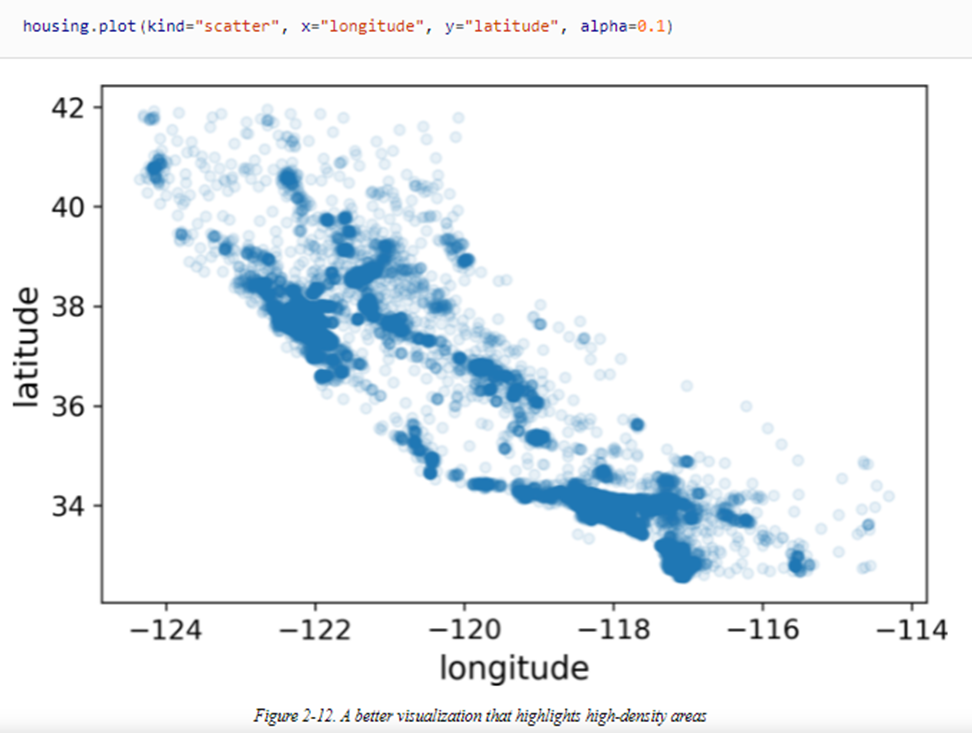 housing.plot(kind="scatter", x="longitude", y="latitude", alpha=0.1)
42
40
38
36
34
latitude
−124 −122 −120 −118 −116 −114
longitude
Figure 2-12. A better visualization that highlights high-density areas